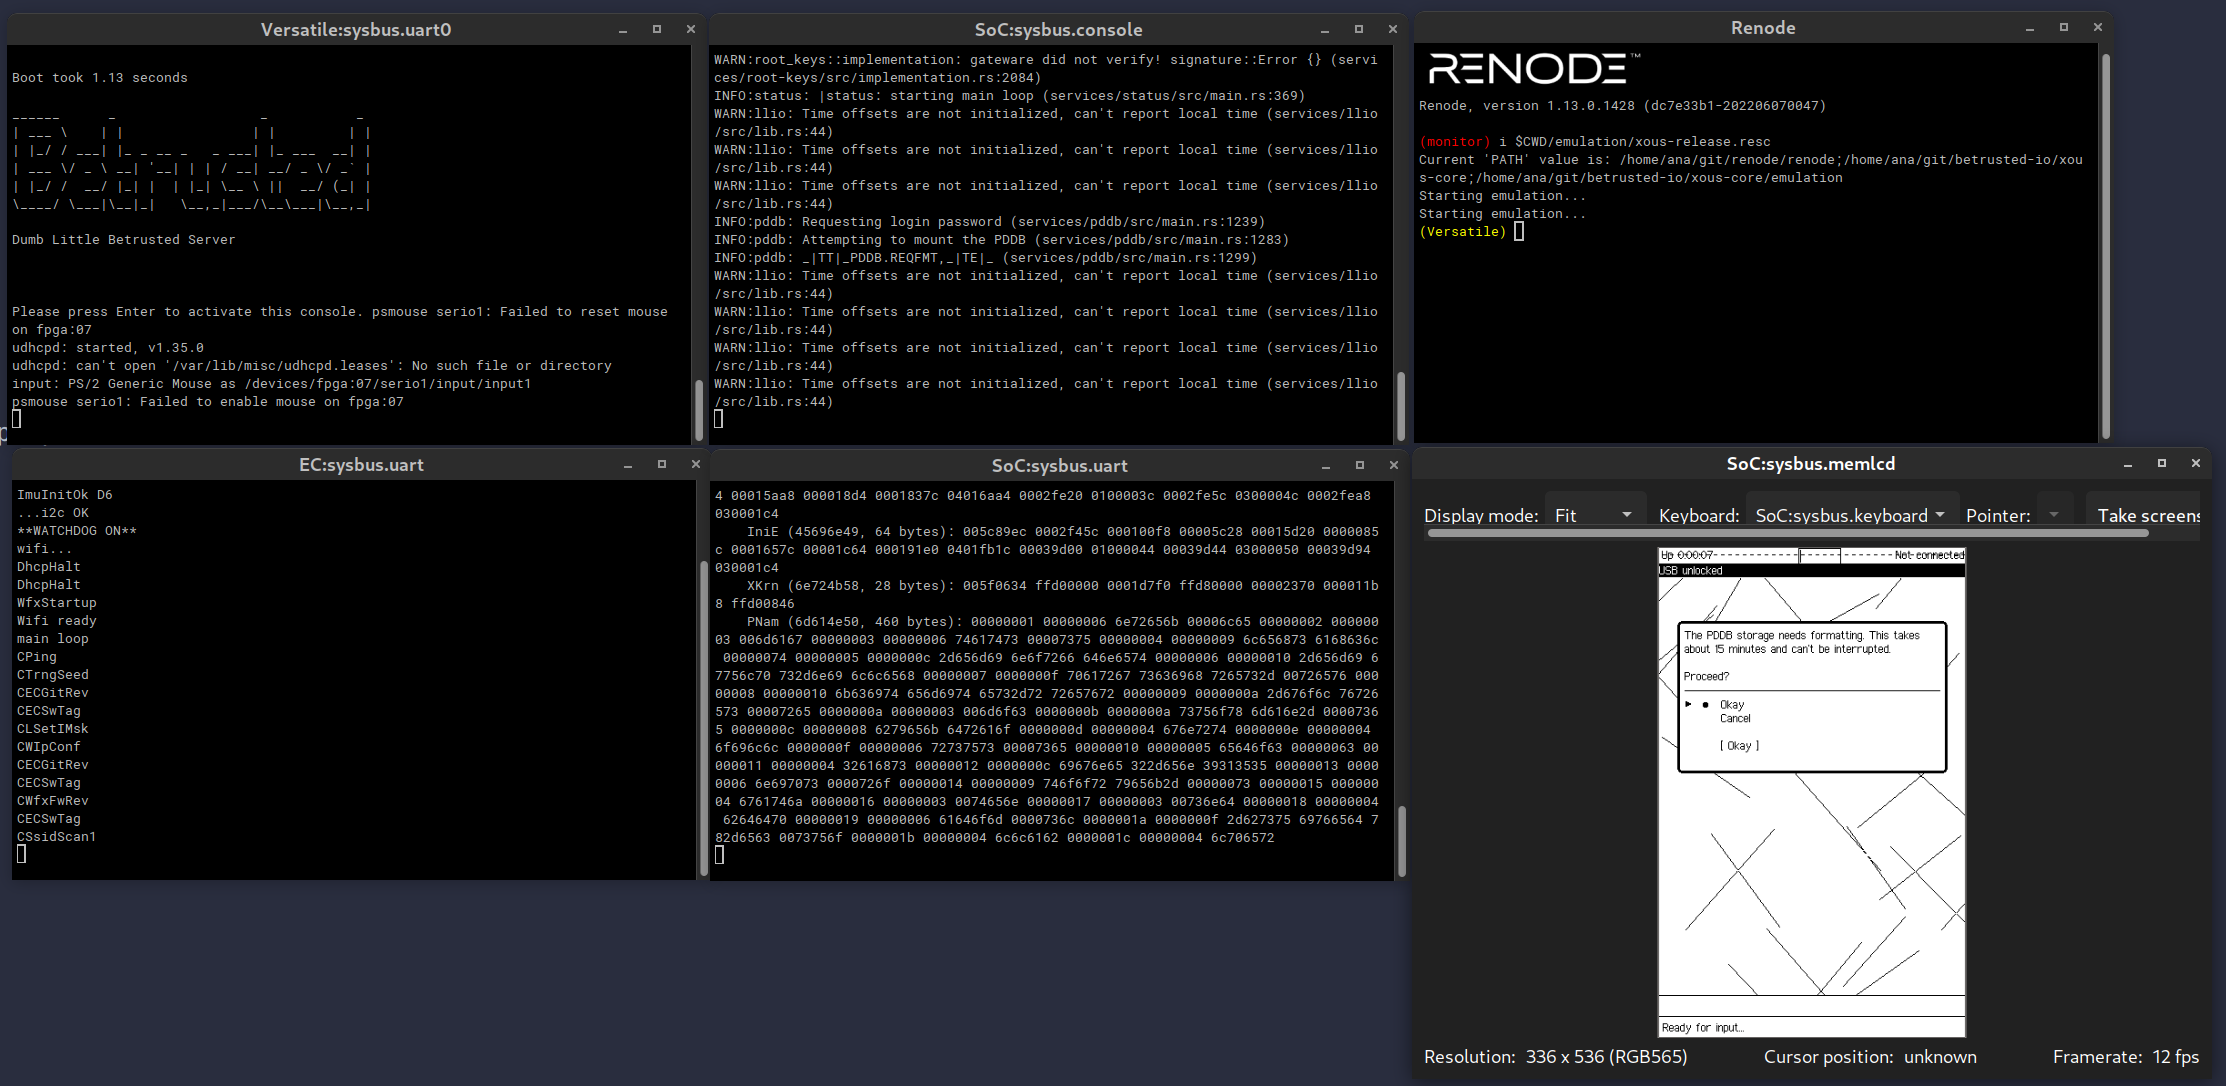 Versatile:sysbus.uart0
Boot took 1.13 seconds
Betrusted
Dumb Little Betrusted Server
Please press Enter to activate this console. psmouse serio1: Failed to reset mouse
on fpga:07
udhcpd: started, v1.35.0
udhcpd: can't open '/var/lib/misc/udhcpd.leases': No such file or directory
input: PS/2 Generic Mouse as /devices/fpga:07/serio1/input/input1
psmouse serio1: Failed to enable mouse on fpga:07
SoC:sysbus.console
WARN:root_keys::implementation: gateware did not verify! signature::Error {} (servi
ces/root-keys/src/implementation.rs:2084)
INFO:status: |status: starting main loop (services/status/src/main.rs:369)
WARN:llio: Time offsets are not initialized, can't report local time (services/llio
/src/lib.rs:44)
WARN:llio: Time offsets are not initialized, can't report local time (services/llio
/src/lib.rs:44)
WARN:llio: Time offsets are not initialized, can't report local time (services/llio
/src/lib.rs:44)
INFO:pddb: Requesting login password (services/pddb/src/main.rs:1239)
INFO:pddb: Attempting to mount the PDDB (services/pddb/src/main.rs:1283)
INFO:pddb: _|TT|_PDDB.REQFMT,_|TE|_ (services/pddb/src/main.rs:1299)
WARN:llio: Time offsets are not initialized, can't report local time (services/llio
/src/lib.rs:44)
WARN:llio: Time offsets are not initialized, can't report local time (services/llio
/src/lib.rs:44)
WARN:llio: Time offsets are not initialized, can't report local time (services/llio
/src/lib.rs:44)
WARN:llio: Time offsets are not initialized, can't report local time (services/llio
/src/lib.rs:44)
Renode
RENODE™
Renode, version 1.13.0.1428 (dc7e33b1-202206070047)
(monitor) i $CWD/emulation/xous-release.resc
Current 'PATH' value is: /home/ana/git/renode/renode;/home/ana/git/betrusted-io/xou
s-core;/home/ana/git/betrusted-io/xous-core/emulation
Starting emulation...
Starting emulation...
(Versatile)
EC:sysbus.uart
ImuInitOk D6
...i2c OK
**WATCHDOG ON**
wifi...
DhcpHalt
DhcpHalt
WfxStartup
Wifi ready
main loop
CPing
CTrngSeed
CECGitRev
CECSwTag
CLSetIMsk
CWIpConf
CECGitRev
CECSwTag
CWfxFwRev
CECSwTag
CSsidScan1
SoC:sysbus.uart
4 00015aa8 000018d4 0001837c 04016aa4 0002fe20 0100003c 0002fe5c 0300004c 0002fea8
030001c4
IniE (45696e49, 64 bytes): 005c89ec 0002f45c 000100f8 00005c28 00015d20 0000085
c 0001657c 00001c64 000191e0 0401fb1c 00039d00 01000044 00039d44 03000050 00039d94
030001c4
XKrn (6e724b58, 28 bytes): 005f0634 ffd00000 0001d7f0 ffd80000 00002370 000011b
8 ffd00846
PNam (6d614e50, 460 bytes): 00000001 00000006 6e72656b 00006c65 00000002 000000
03 006d6167 00000003 00000006 74617473 00007375 00000004 00000009 6c656873 6168636c
00000074 00000005 0000000c 2d656d69 6e6f7266 646e6574 00000006 00000010 2d656d69 6
7756c70 732d6e69 6c6c6568 00000007 0000000f 70617267 73636968 7265732d 00726576 000
00008 00000010 6b636974 656d6974 65732d72 72657672 00000009 0000000a 2d676f6c 76726
573 00007265 0000000a 00000003 006d6f63 0000000b 0000000a 73756f78 6d616e2d 0000736
5 0000000c 00000008 6279656b 6472616f 0000000d 00000004 676e7274 0000000e 00000004
6f696c6c 0000000f 00000006 72737573 00007365 00000010 00000005 65646f63 00000063 00
000011 00000004 32616873 00000012 0000000c 69676e65 322d656e 39313535 00000013 0000
0006 6e697073 0000726f 00000014 00000009 746f6f72 79656b2d 00000073 00000015 000000
04 6761746a 00000016 00000003 0074656e 00000017 00000003 00736e64 00000018 00000004
62646470 00000019 00000006 61646f6d 0000736c 0000001a 0000000f 2d627375 69766564 7
82d6563 0073756f 0000001b 00000004 6c6c6162 0000001c 00000004 6c706572
SoC:sysbus.memlcd
Display mode: Fit Keyboard: SoC:sysbus.keyboard Pointer: Take screens
Up 0:00:07 Not connected
USB unlocked
The PDDB storage needs formatting. This takes
about 15 minutes and can't be interrupted.
Proceed?
Okay
Cancel
[ Okay ]
Ready for input...
Resolution: 336 x 536 (RGB565) Cursor position: unknown Framerate: 12 fps